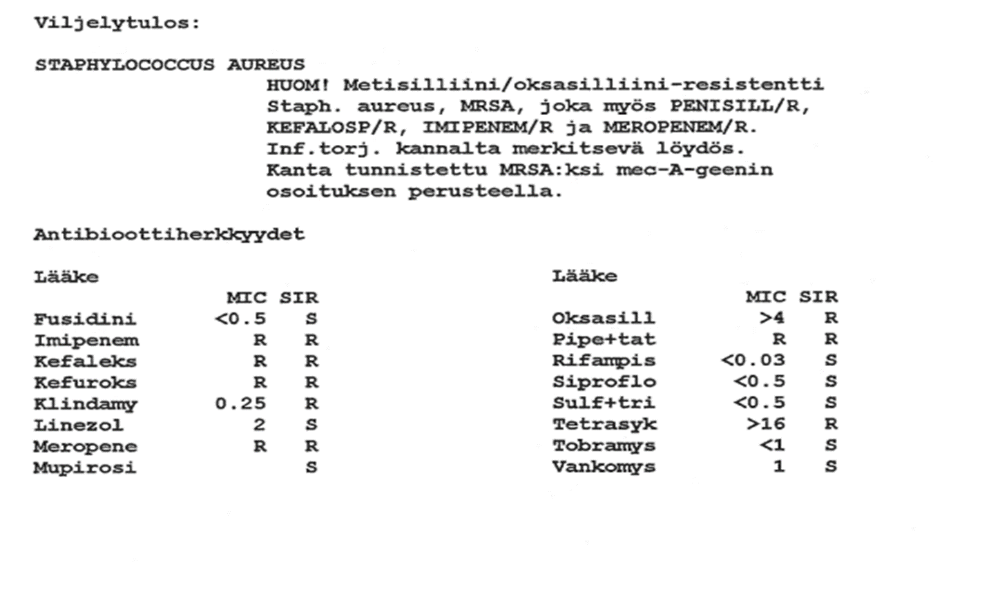 Viljelytulos:
STAPHYLOCOCCUS AUREUS
HUOM! Metisilliini/oksasilliini-resistentti
Staph. aureus, MRSA, joka myös PENISILL/R,
KEFALOSP/R, IMIPENEM/R ja MEROPENEM/R.
Inf.torj. kannalta merkitsevä löydös.
Kanta tunnistettu MRSA:ksi mec-A-geenin
osoituksen perusteella.
Antibioottiherkkyydet
Lääke Lääke
MIC SIR MIC SIR
Fusidini <0.5 S Oksasill >4 R
Imipenem R R Pipe+tat R R
Kefaleks R R Rifampis <0.03 S
Kefuroks R R Siproflo <0.5 S
Klindamy 0.25 R Sulf+tri <0.5 S
Linezol 2 S Tetrasyk >16 R
Meropene R R Tobramys <1 S
Mupirosi S Vankomys 1 S